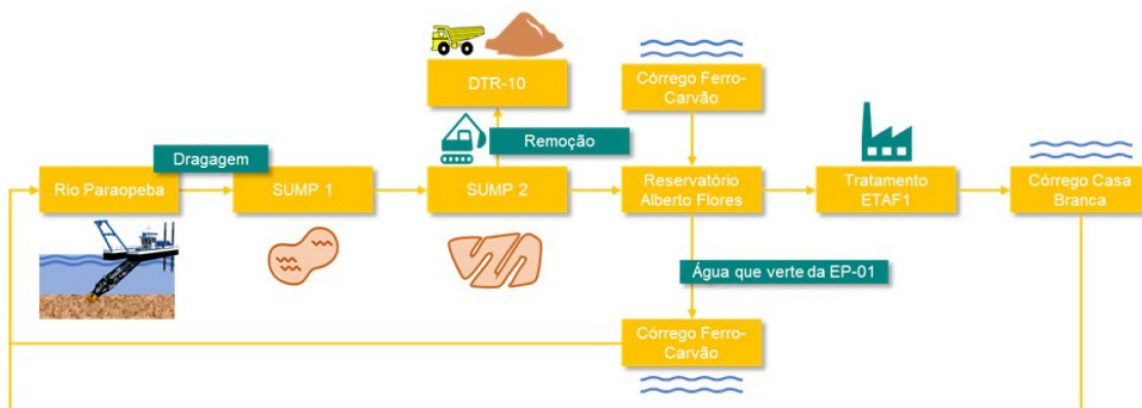 DTR-10
Córrego Ferro-
Carvão
Remoção
Dragagem
Rio Paraopeba
SUMP 1
SUMP 2
Reservatório
Alberto Flores
Tratamento
ETAF1
Córrego Casa
Branca
Água que verte da EP-01
Córrego Ferro-
Carvão